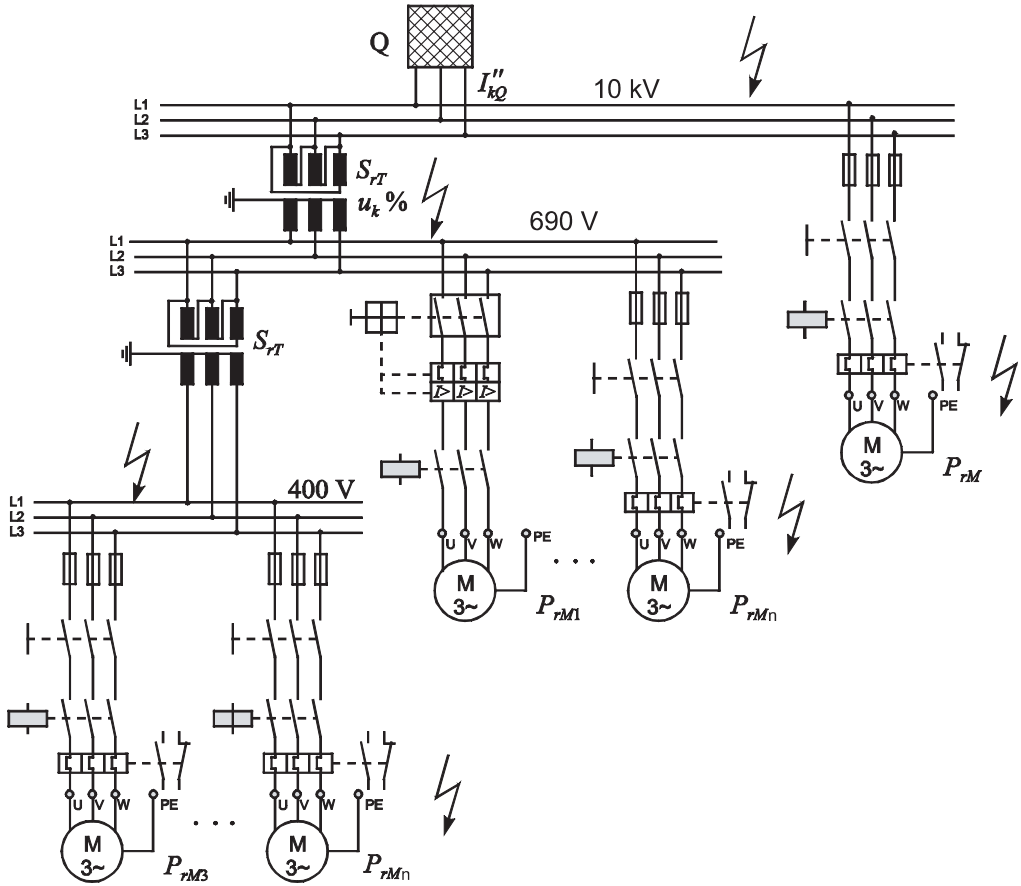 Q
I″kQ
10 kV
L1
L2
L3
SrT
uk %
690 V
L1
L2
L3
SrT
I> I> I>
U V W PE
M
3~
PrM
400 V
L1
L2
L3
U V W PE
M
3~
PrM1
. . .
U V W PE
M
3~
PrMn
U V W PE
M
3~
PrM3
. . .
U V W PE
M
3~
PrMn